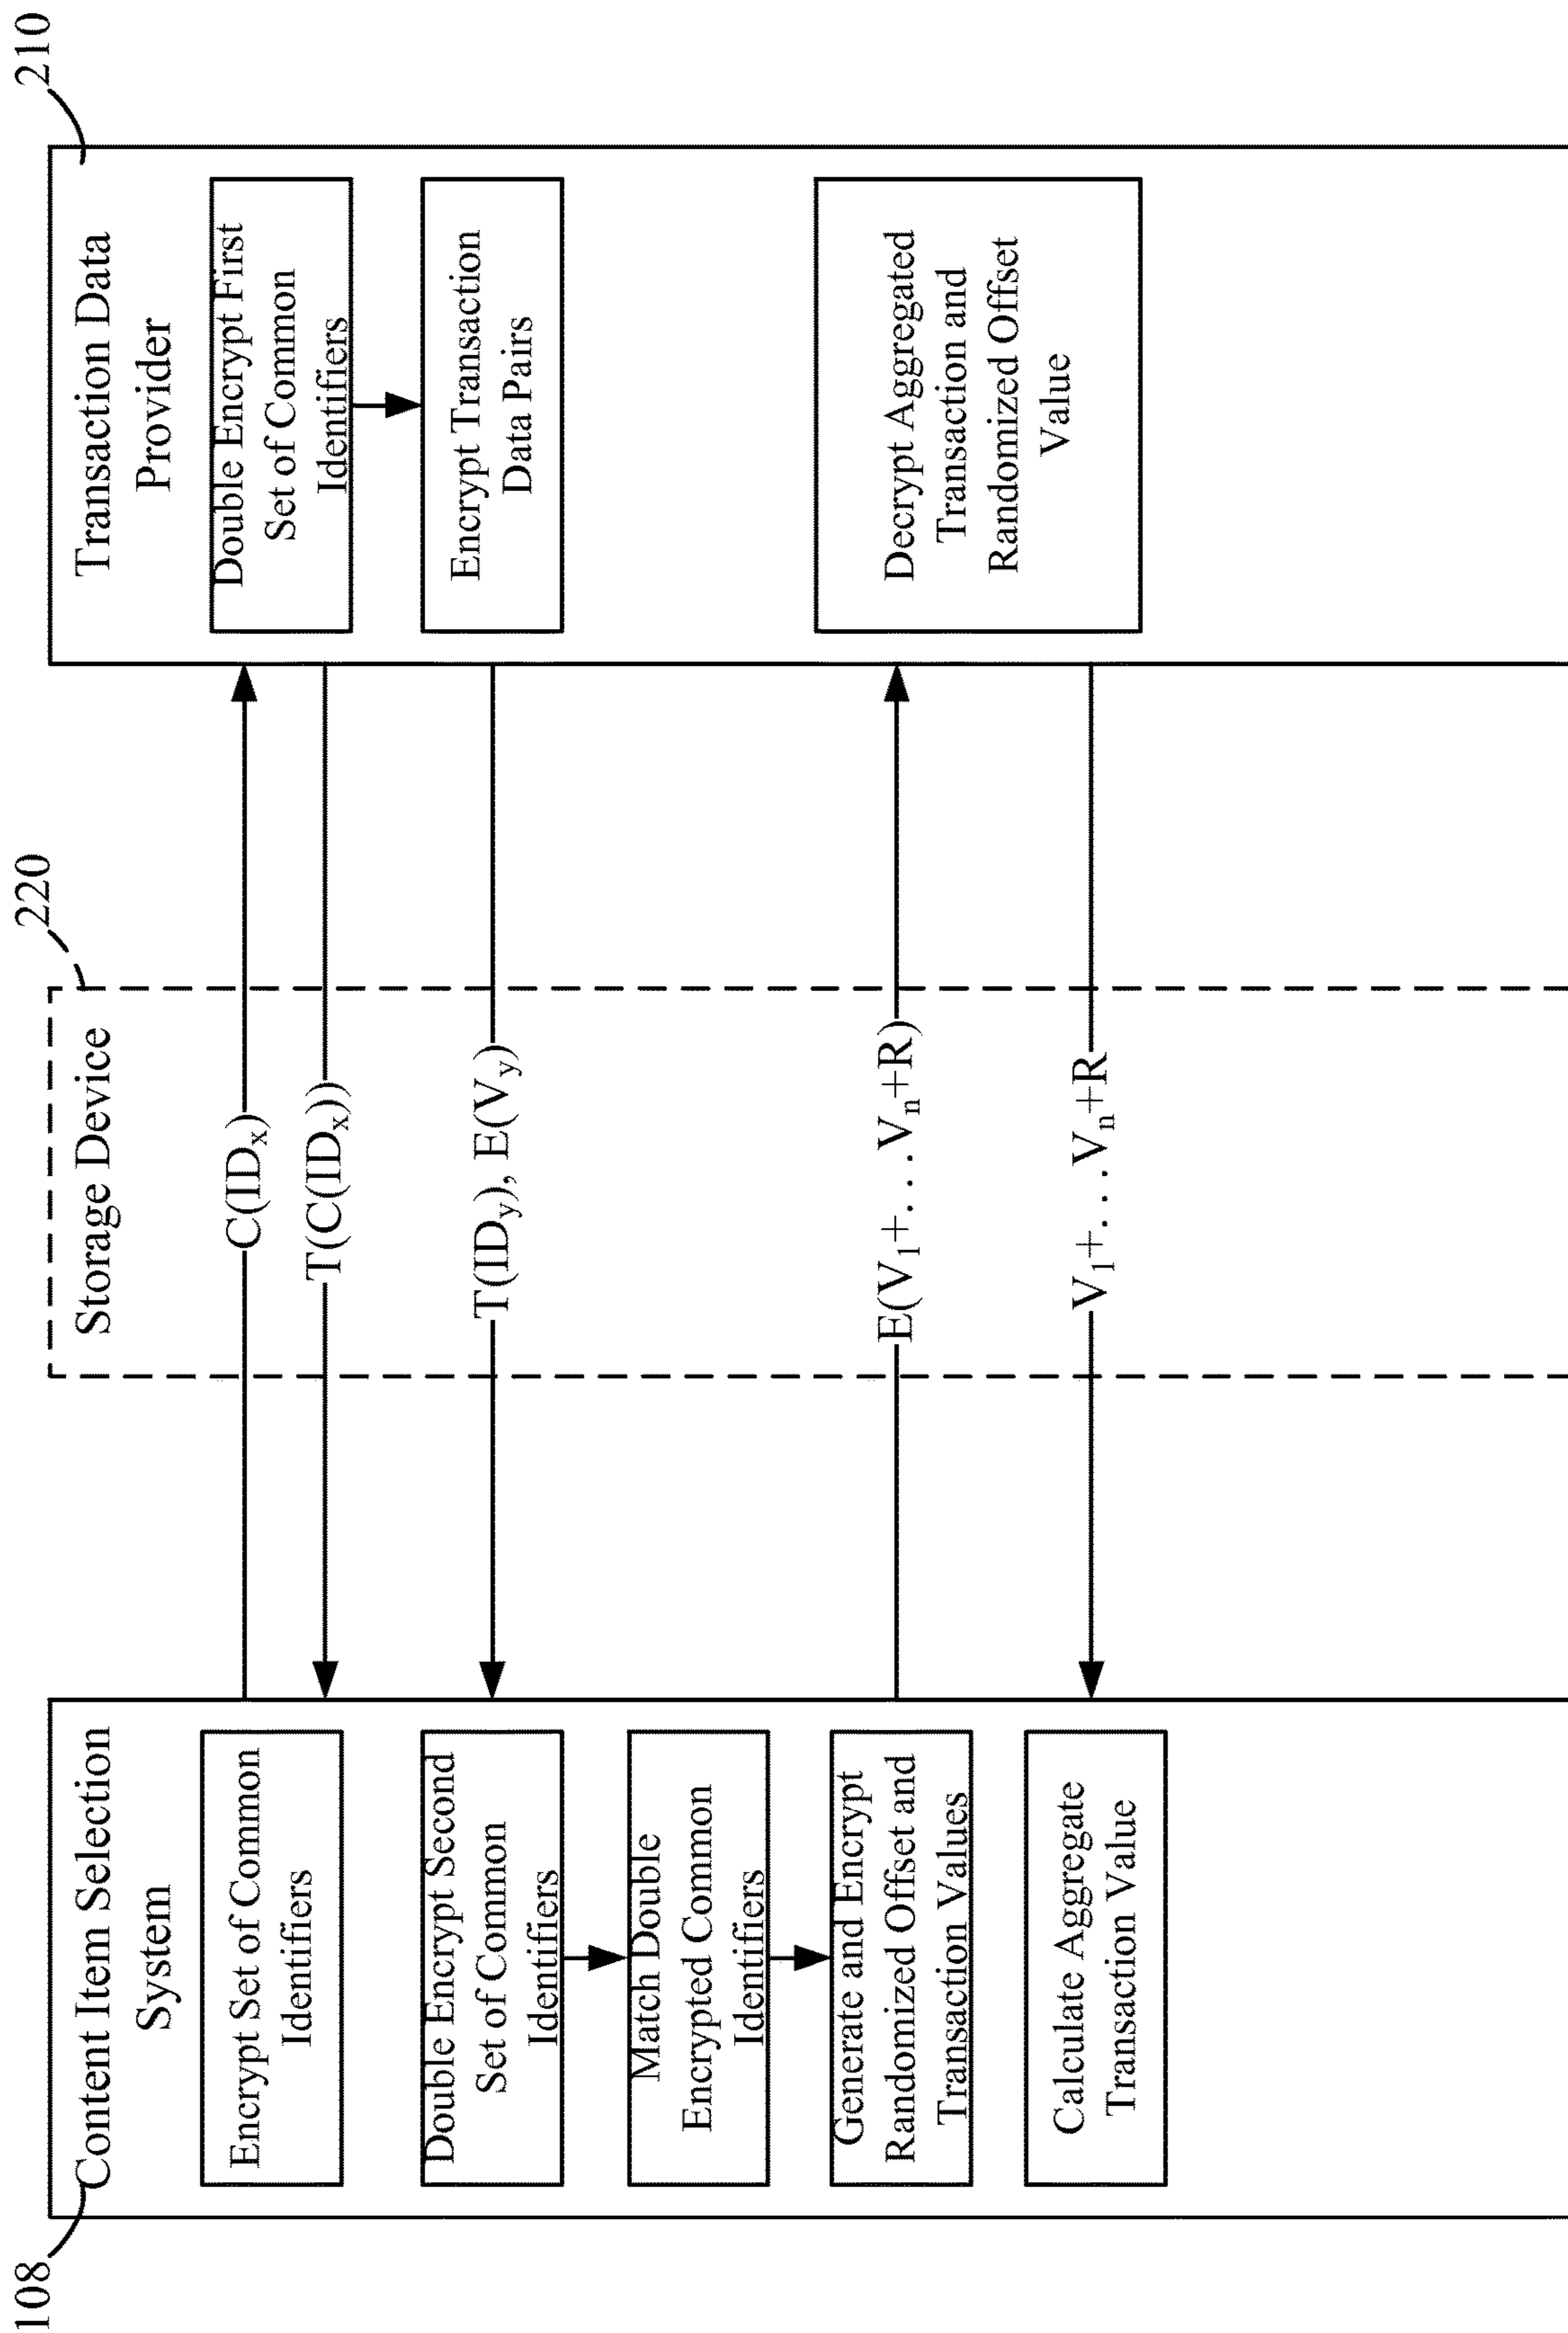 108
Content Item Selection
System
Encrypt Set of Common
Identifiers
Double Encrypt Second
Set of Common
Identifiers
Match Double
Encrypted Common
Identifiers
Generate and Encrypt
Randomized Offset and
Transaction Values
Calculate Aggregate
Transaction Value
220
Storage Device
C(IDₓ)
T(C(IDₓ))
T(ID_y), E(V_y)
E(V₁+...Vₙ+R)
V₁+...Vₙ+R
210
Transaction Data
Provider
Double Encrypt First
Set of Common
Identifiers
Encrypt Transaction
Data Pairs
Decrypt Aggregated
Transaction and
Randomized Offset
Value